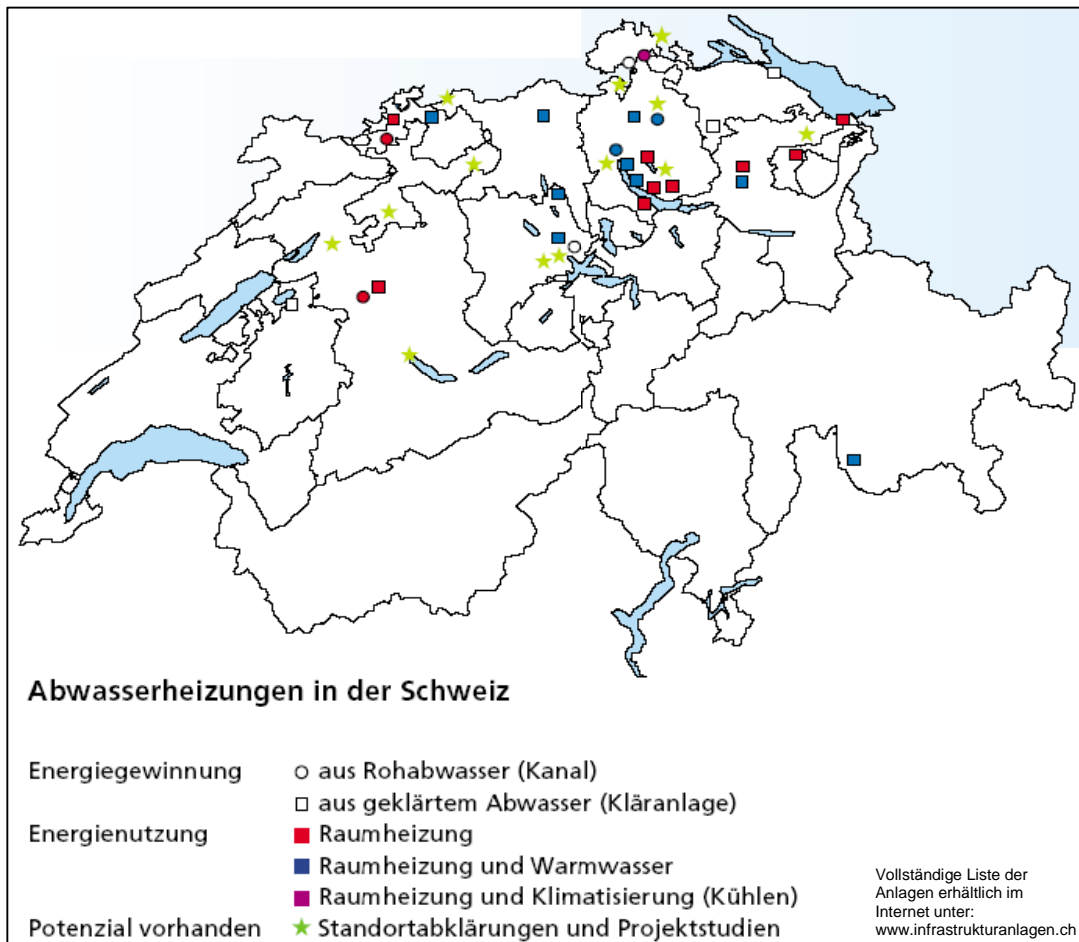 Abwasserheizungen in der Schweiz
Energiegewinnung
aus Rohabwasser (Kanal)
aus geklärtem Abwasser (Kläranlage)
Energienutzung
Raumheizung
Raumheizung und Warmwasser
Raumheizung und Klimatisierung (Kühlen)
Potenzial vorhanden
Standortabklärungen und Projektstudien
Vollständige Liste der
Anlagen erhältlich im
Internet unter:
www.infrastrukturanlagen.ch